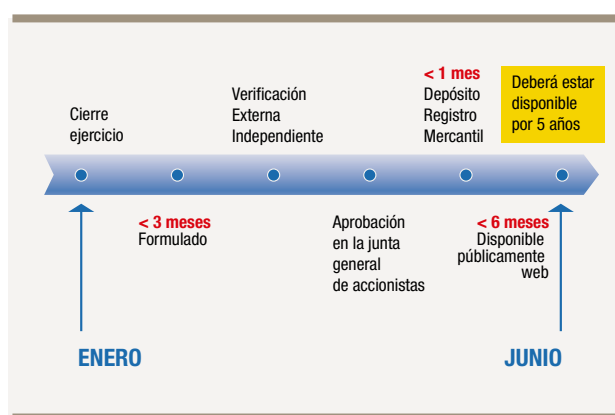 Cierre
ejercicio
< 3 meses
Formulado
Verificación
Externa
Independiente
Aprobación
en la junta
general
de accionistas
< 1 mes
Depósito
Registro
Mercantil
< 6 meses
Disponible
públicamente
web
Deberá estar
disponible
por 5 años
ENERO
JUNIO